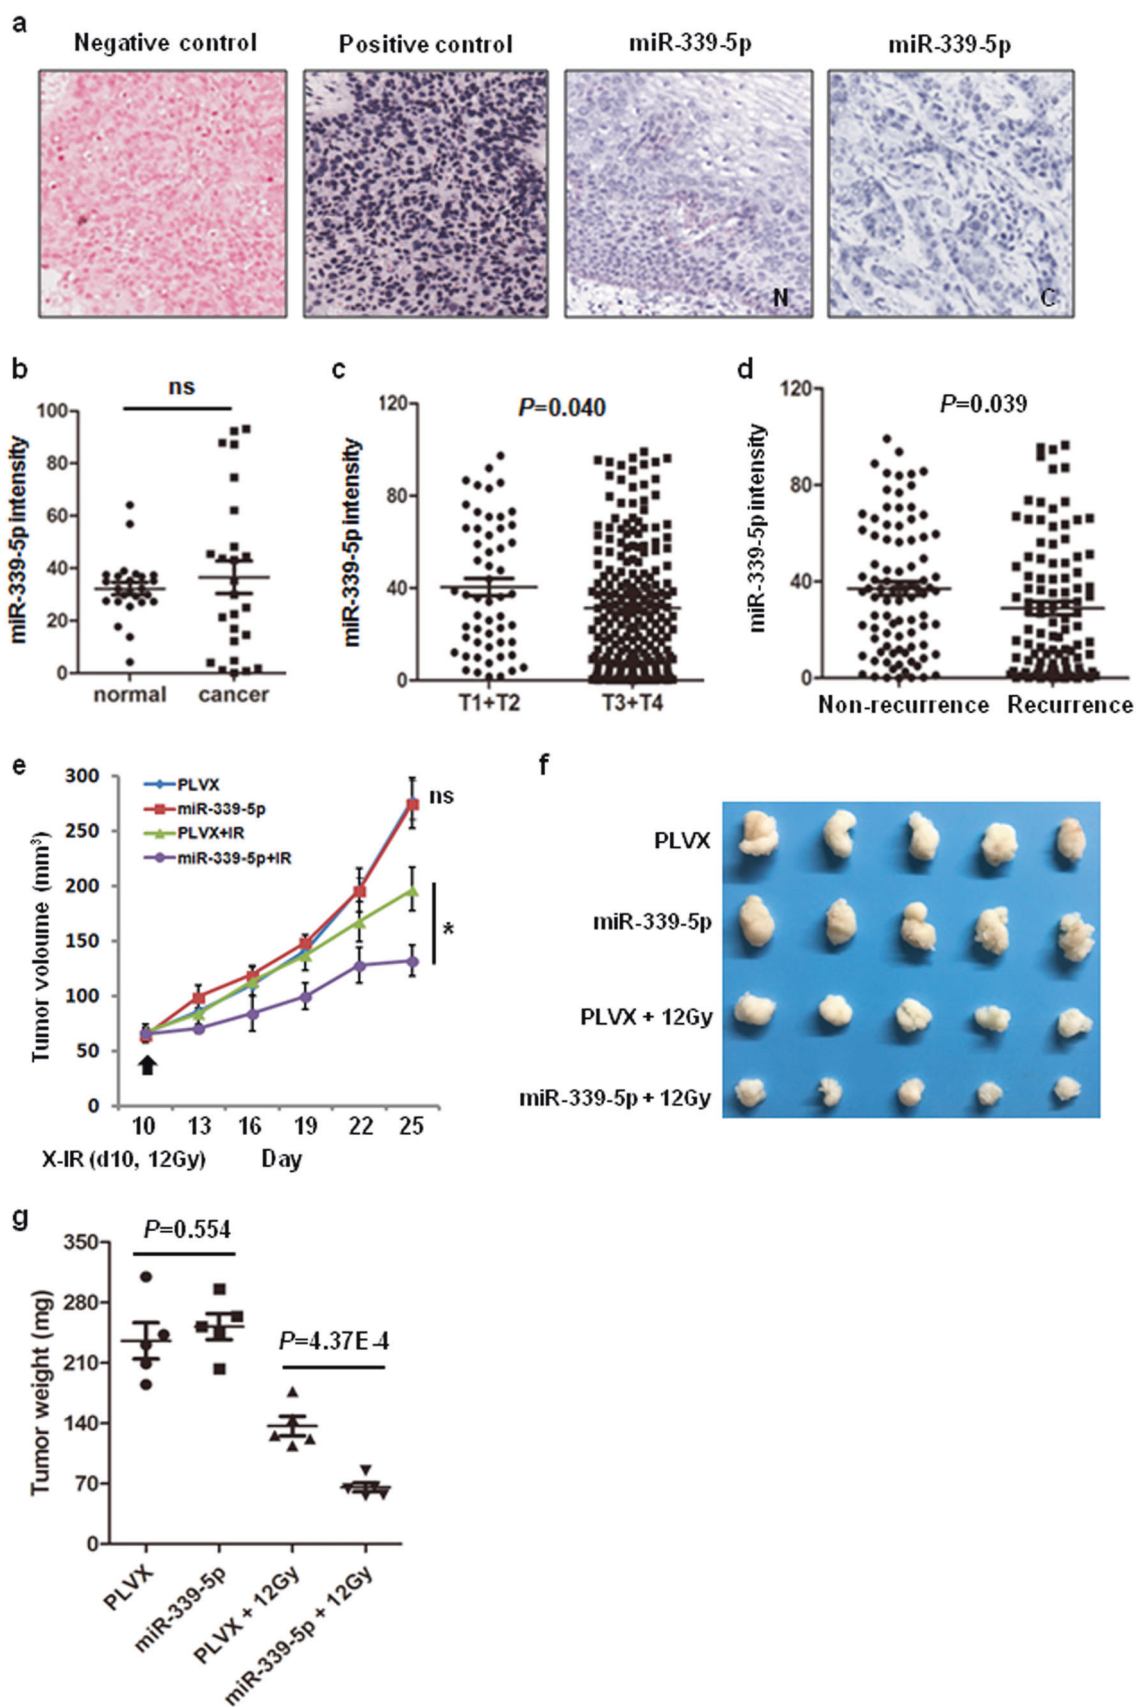 a
Negative control
Positive control
miR-339-5p
miR-339-5p
N
C
b
ns
miR-339-5p intensity
100
80
60
40
20
0
normal
cancer
c
P=0.040
miR-339-5p intensity
120
80
40
0
T1+T2
T3+T4
d
P=0.039
miR-339-5p intensity
120
80
40
0
Non-recurrence
Recurrence
e
PLVX
miR-339-5p
PLVX+IR
miR-339-5p+IR
ns
*
Tumor voloume (mm³)
300
250
200
150
100
50
0
10 13 16 19 22 25
X-IR (d10, 12Gy) Day
f
PLVX
miR-339-5p
PLVX + 12Gy
miR-339-5p + 12Gy
g
P=0.554
P=4.37E-4
Tumor weight (mg)
350
280
210
140
70
0
PLVX
miR-339-5p
PLVX + 12Gy
miR-339-5p + 12Gy